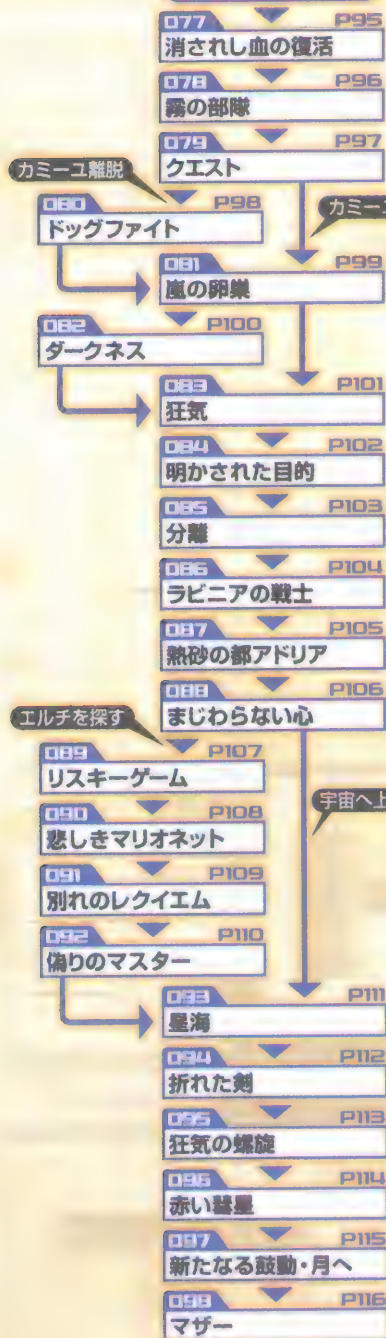 077 P95
消されし血の復活
078 P96
霧の部隊
079 P97
クエスト
カミーユ離脱
080 P98
ドッグファイト
カミーユ
081 P99
嵐の卵巣
082 P100
ダークネス
083 P101
狂気
084 P102
明かされた目的
085 P103
分離
086 P104
ラビニアの戦士
087 P105
熱砂の都アドリア
088 P106
まじわらない心
エルチを探す
089 P107
リスキーゲーム
宇宙へ上
090 P108
悲しきマリオネット
091 P109
別れのレクイエム
092 P110
偽りのマスター
093 P111
星海
094 P112
折れた剣
095 P113
狂気の螺旋
096 P114
赤い彗星
097 P115
新たなる鼓動・月へ
098 P116
マザー